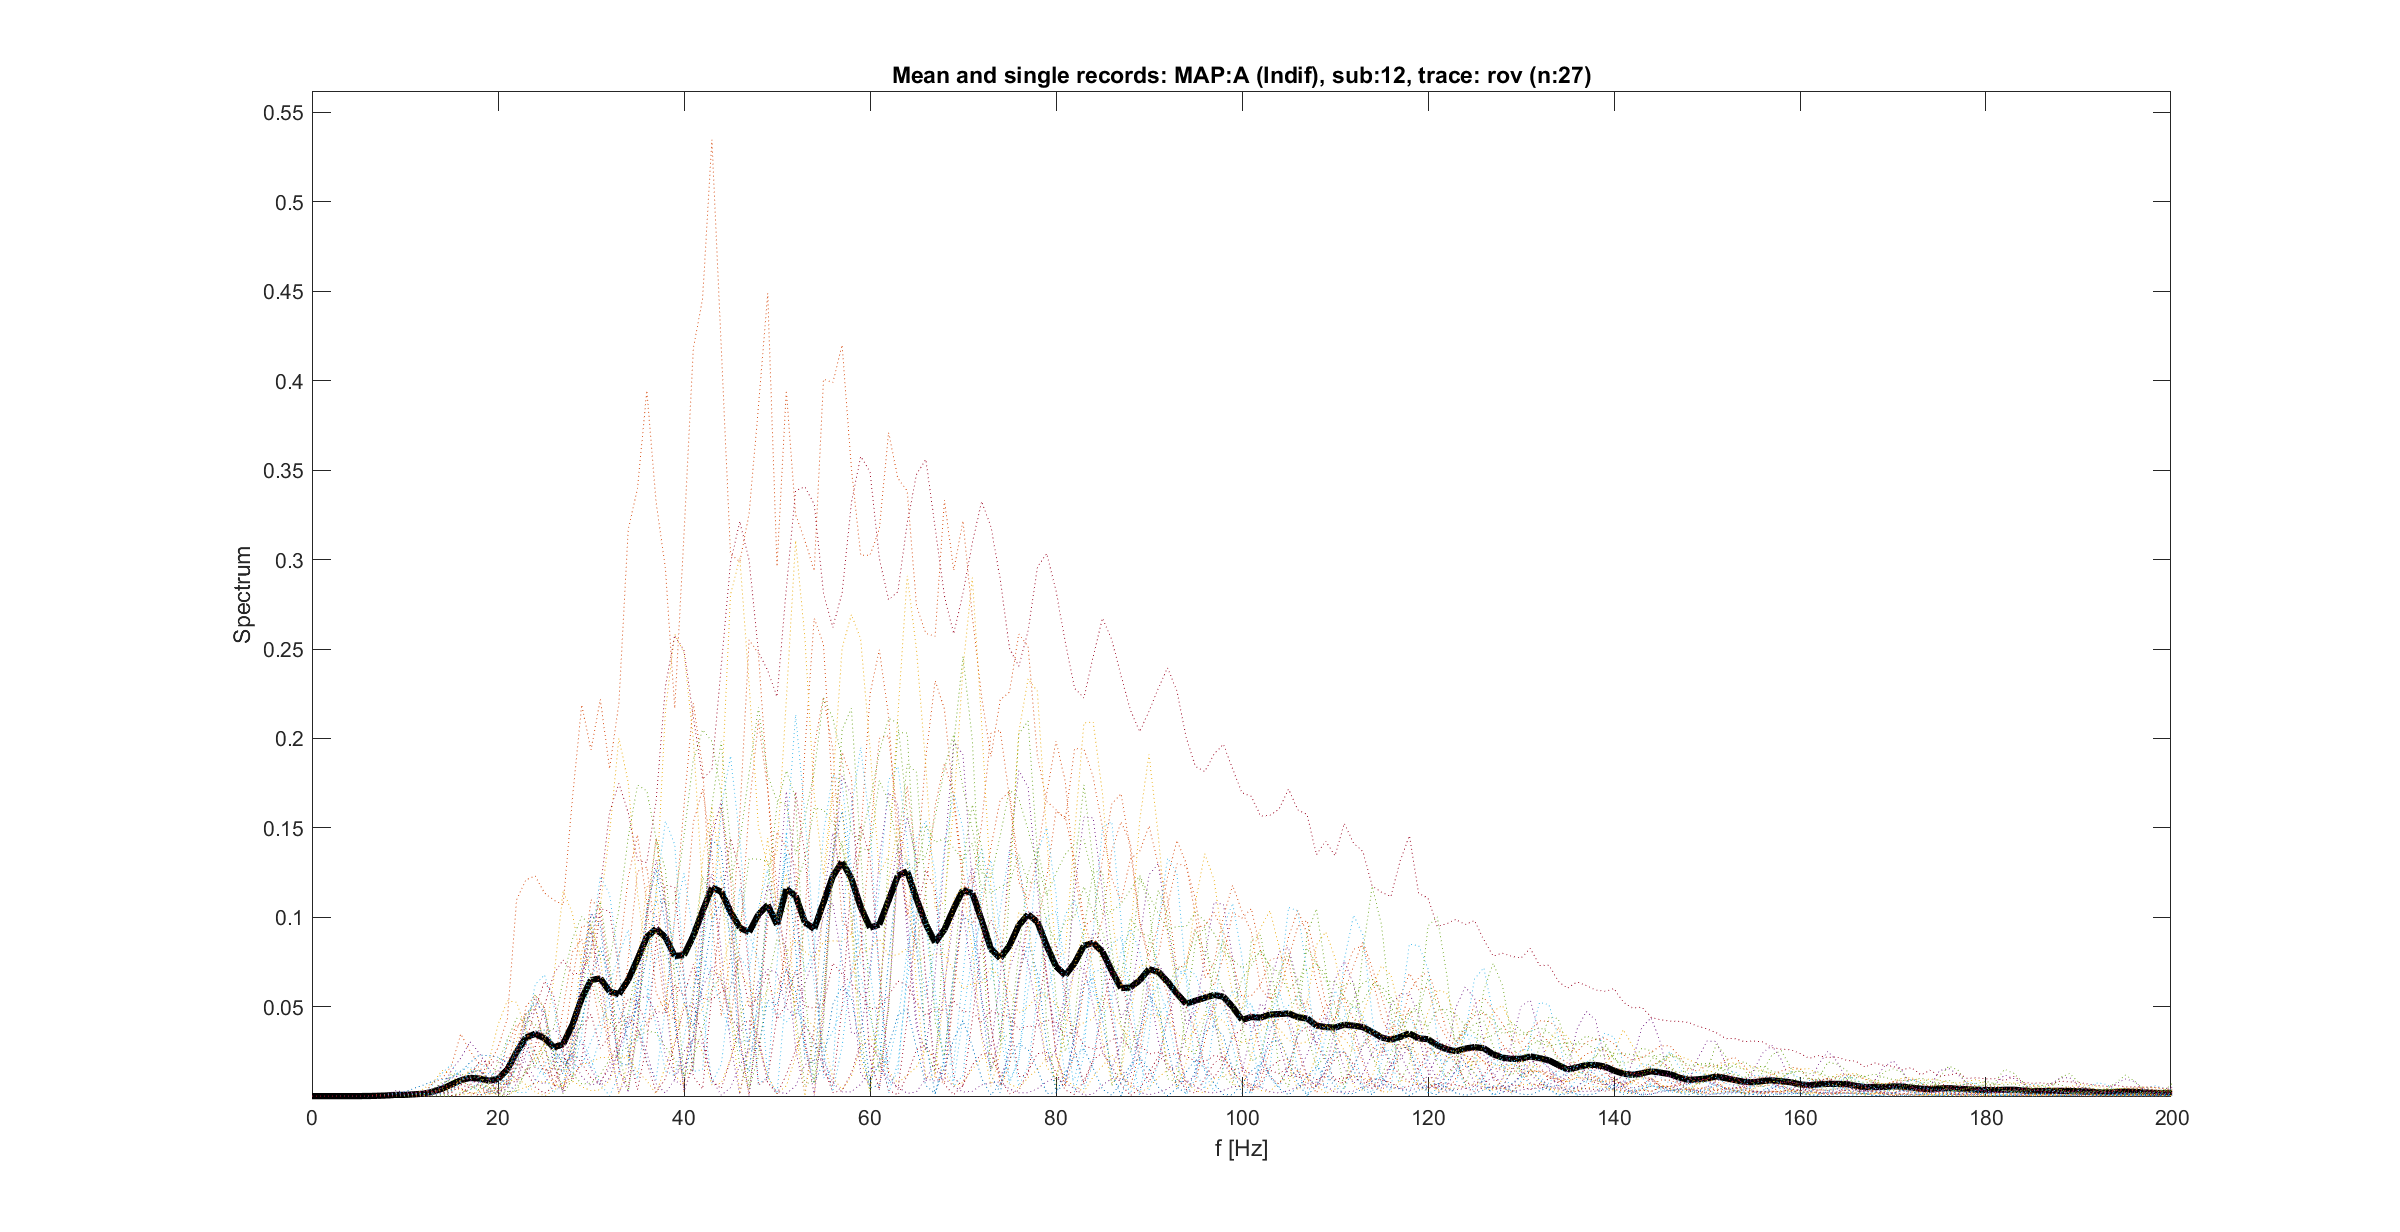 Mean and single records: MAP:A (Indif), sub:12, trace: rov (n:27)
0.55
0.5
0.45
0.4
0.35
0.3
0.25
0.2
0.15
0.1
0.05
Spectrum
0 20 40 60 80 100 120 140 160 180 200
f [Hz]